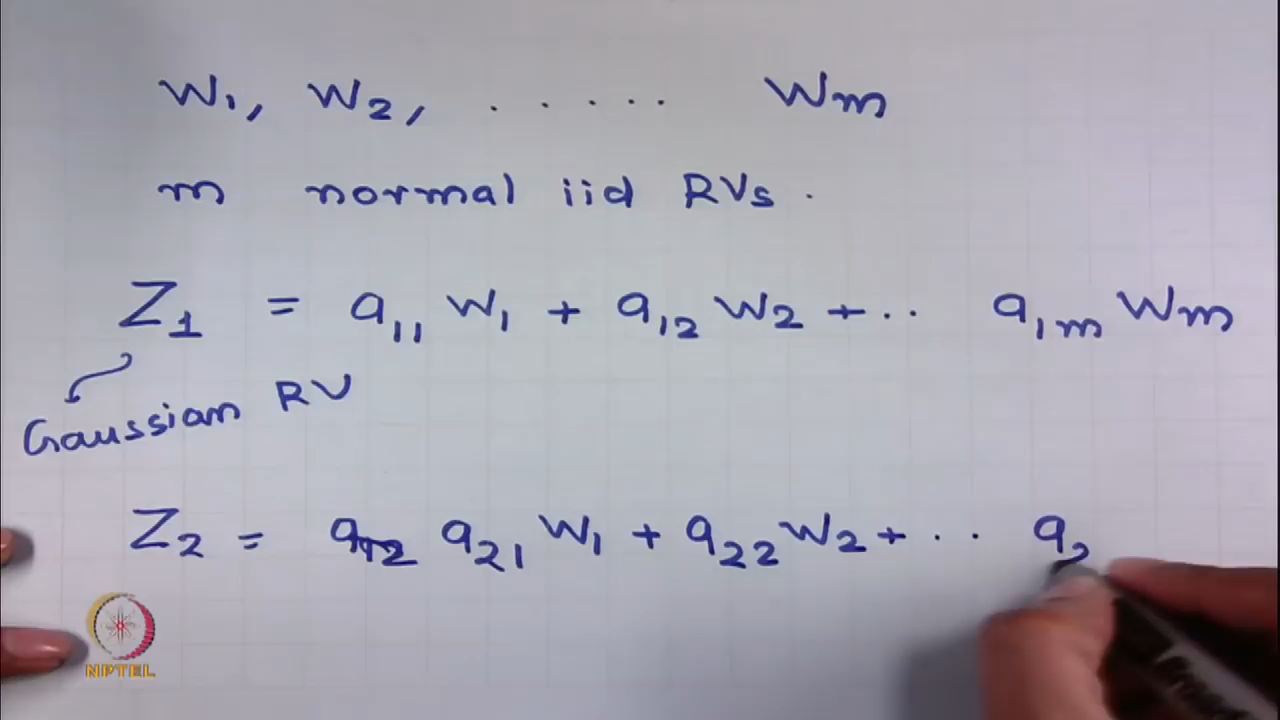 W1, W2, ..... Wm
m normal iid RVs.
Z1 = a11 W1 + a12 W2 + .. a1m Wm
Gaussian RV
Z2 = a12 a21 W1 + a22 W2 + .. a2
NPTEL